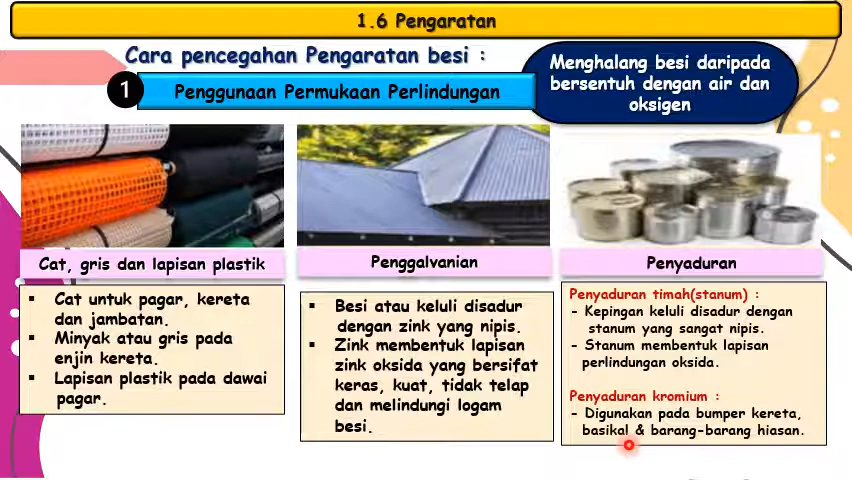 1.6 Pengaratan
Cara pencegahan Pengaratan besi :
1 Penggunaan Permukaan Perlindungan
Menghalang besi daripada
bersentuh dengan air dan
oksigen
Cat, gris dan lapisan plastik
▪ Cat untuk pagar, kereta
dan jambatan.
▪ Minyak atau gris pada
enjin kereta.
▪ Lapisan plastik pada dawai
pagar.
Penggalvanian
▪ Besi atau keluli disadur
dengan zink yang nipis.
▪ Zink membentuk lapisan
zink oksida yang bersifat
keras, kuat, tidak telap
dan melindungi logam
besi.
Penyaduran
Penyaduran timah(stanum) :
- Kepingan keluli disadur dengan
stanum yang sangat nipis.
- Stanum membentuk lapisan
perlindungan oksida.
Penyaduran kromium :
- Digunakan pada bumper kereta,
basikal & barang-barang hiasan.